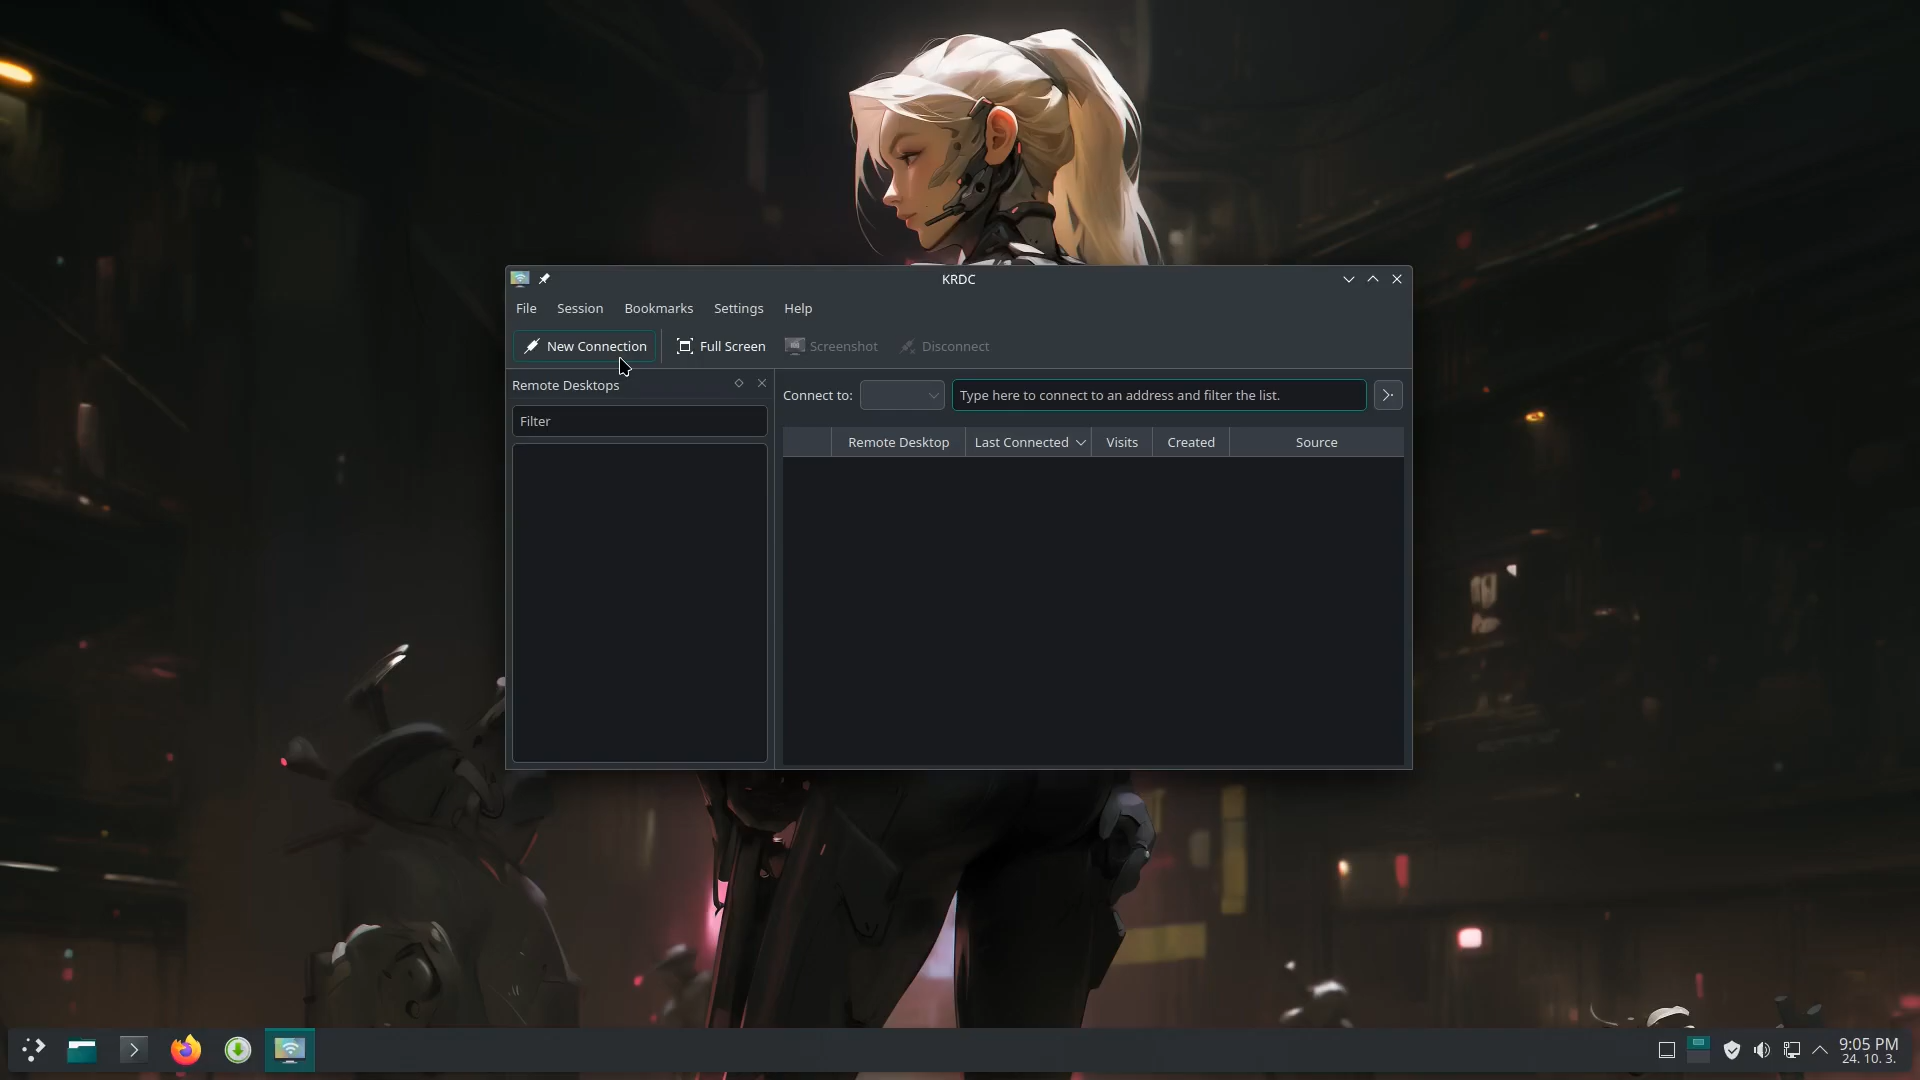 KRDC
File Session Bookmarks Settings Help
New Connection Full Screen Screenshot Disconnect
Remote Desktops
Filter
Connect to: Type here to connect to an address and filter the list.
Remote Desktop Last Connected Visits Created Source
9:05 PM
24. 10. 3.